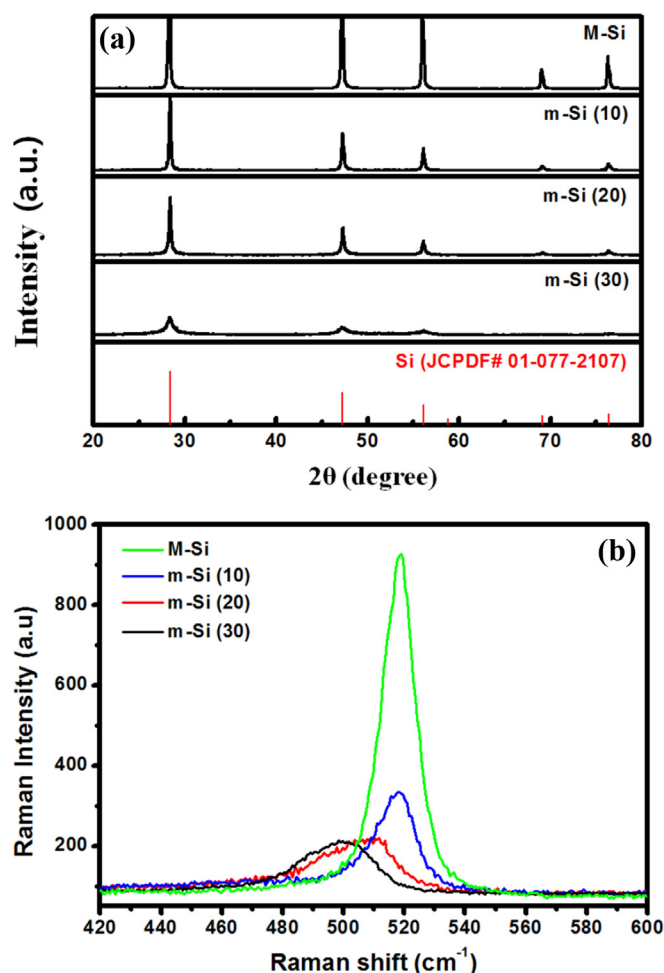 (a)
M-Si
m-Si (10)
m-Si (20)
m-Si (30)
Si (JCPDF# 01-077-2107)
Intensity (a.u.)
20 30 40 50 60 70 80
2θ (degree)
(b)
M-Si
m-Si (10)
m-Si (20)
m-Si (30)
1000
800
600
400
200
Raman Intensity (a.u)
420 440 460 480 500 520 540 560 580 600
Raman shift (cm-1)